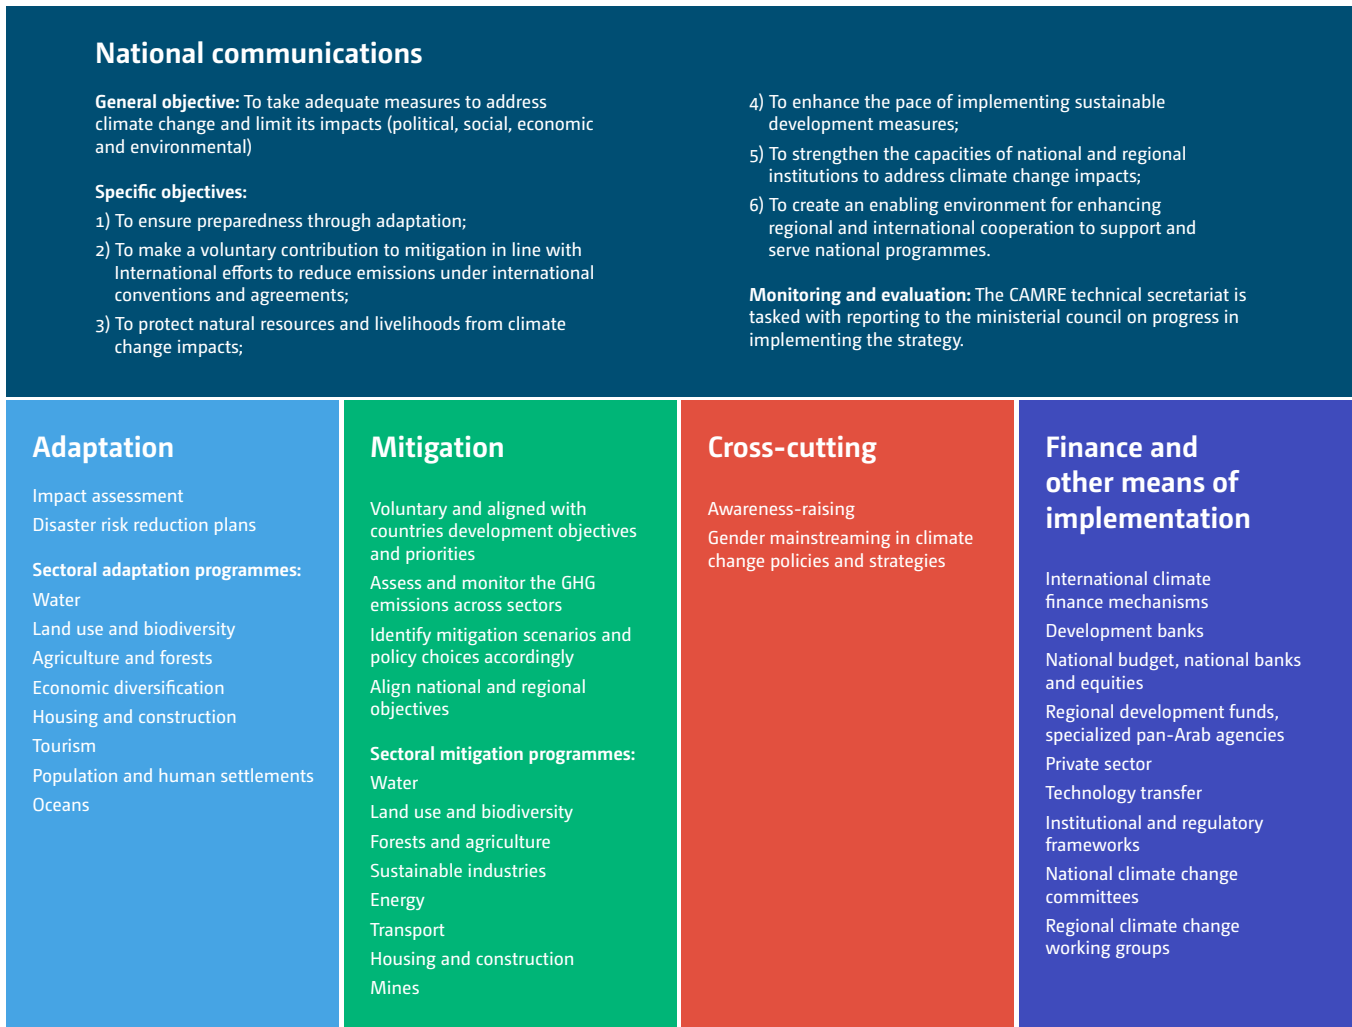 National communications
General objective: To take adequate measures to address
climate change and limit its impacts (political, social, economic
and environmental)
Specific objectives:
1) To ensure preparedness through adaptation;
2) To make a voluntary contribution to mitigation in line with
International efforts to reduce emissions under international
conventions and agreements;
3) To protect natural resources and livelihoods from climate
change impacts;
4) To enhance the pace of implementing sustainable
development measures;
5) To strengthen the capacities of national and regional
institutions to address climate change impacts;
6) To create an enabling environment for enhancing
regional and international cooperation to support and
serve national programmes.
Monitoring and evaluation: The CAMRE technical secretariat is
tasked with reporting to the ministerial council on progress in
implementing the strategy.
Adaptation
Impact assessment
Disaster risk reduction plans
Sectoral adaptation programmes:
Water
Land use and biodiversity
Agriculture and forests
Economic diversification
Housing and construction
Tourism
Population and human settlements
Oceans
Mitigation
Voluntary and aligned with
countries development objectives
and priorities
Assess and monitor the GHG
emissions across sectors
Identify mitigation scenarios and
policy choices accordingly
Align national and regional
objectives
Sectoral mitigation programmes:
Water
Land use and biodiversity
Forests and agriculture
Sustainable industries
Energy
Transport
Housing and construction
Mines
Cross-cutting
Awareness-raising
Gender mainstreaming in climate
change policies and strategies
Finance and
other means of
implementation
International climate
finance mechanisms
Development banks
National budget, national banks
and equities
Regional development funds,
specialized pan-Arab agencies
Private sector
Technology transfer
Institutional and regulatory
frameworks
National climate change
committees
Regional climate change
working groups